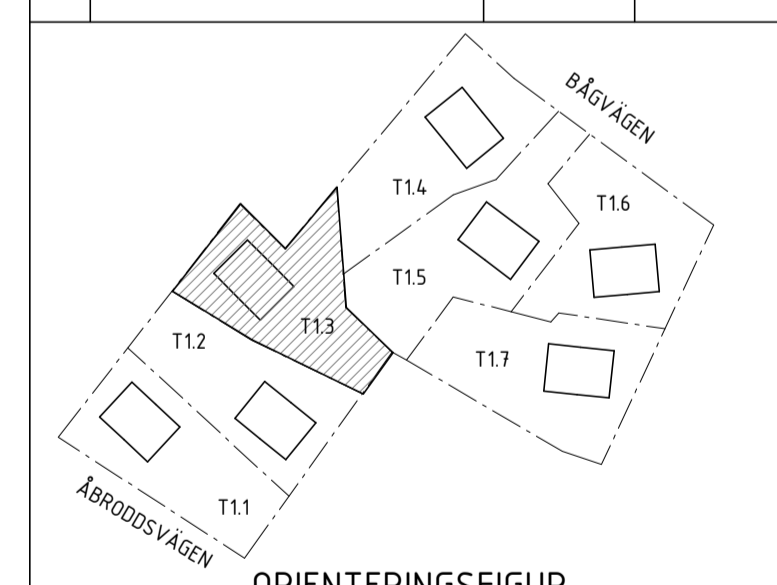 BÅGVÄGEN
T1.4
T1.6
T1.5
T1.3
T1.2
T1.7
T1.1
ÅBRODDSVÄGEN
ORIENTERINGSFIGUR